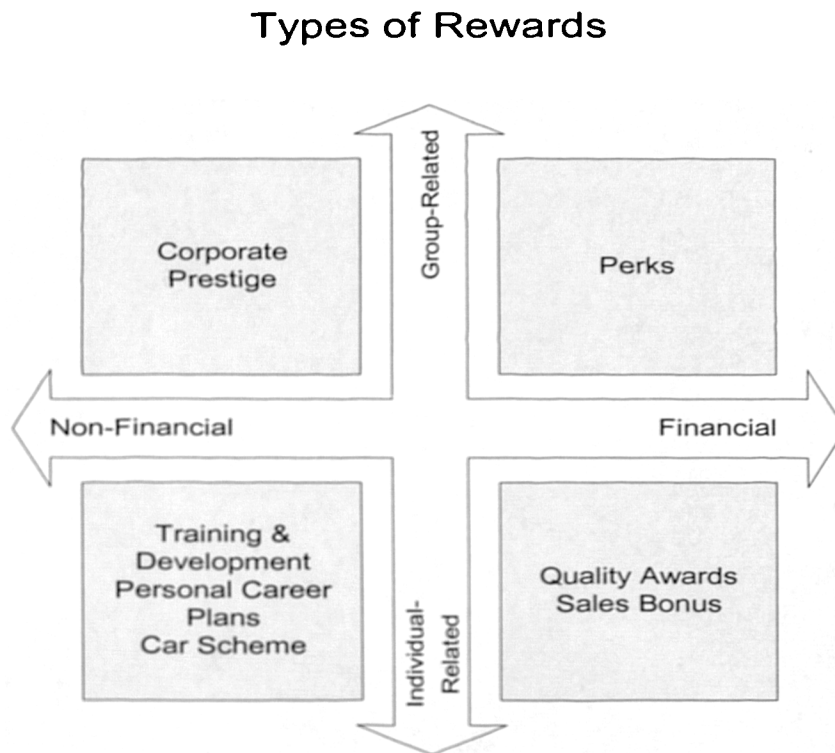 Types of Rewards
Group-Related
Corporate
Prestige
Perks
Non-Financial
Financial
Training &
Development
Personal Career
Plans
Car Scheme
Individual-
Related
Quality Awards
Sales Bonus